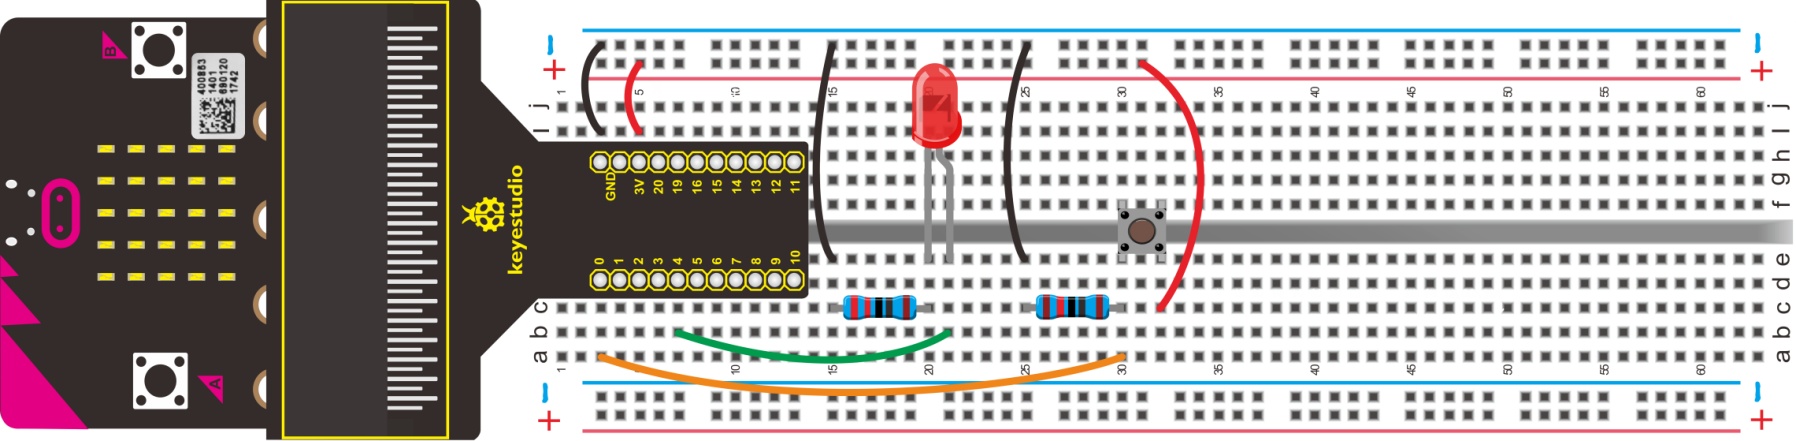 B
400863
1401
690120
1742
A
keyestudio
GND 3V 20 19 16 15 14 13 12 11
0 1 2 3 4 5 6 7 8 9 10
− −
+ +
1 5 10 15 20 25 30 35 40 45 50 55 60
j j
I I
h
g
f
e
d
c c
b b
a a
1 5 10 15 20 25 30 35 40 45 50 55 60
− −
+ +